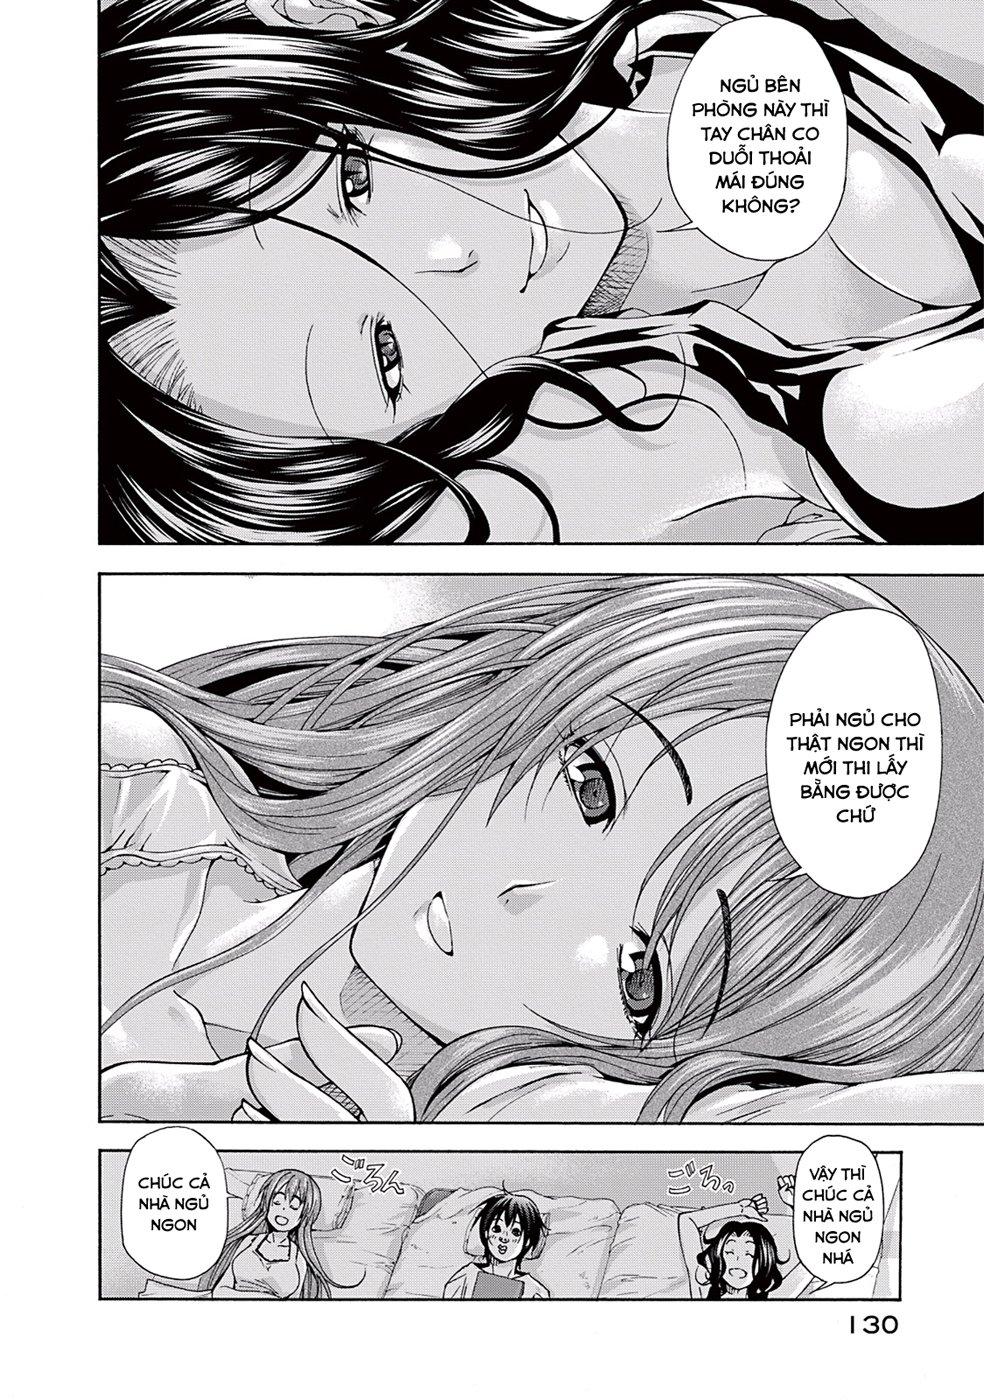 NGỦ BÊN
PHÒNG NÀY THÌ
TAY CHÂN CO
DUỖI THOẢI
MÁI ĐÚNG
KHÔNG?
PHẢI NGỦ CHO
THẬT NGON THÌ
MỚI THI LẤY
BẰNG ĐƯỢC
CHỨ
VẬY THÌ
CHÚC CẢ
NHÀ NGỦ
NGON
NHÁ
ごろっ
ごろん
CHÚC CẢ
NHÀ NGỦ
NGON
130